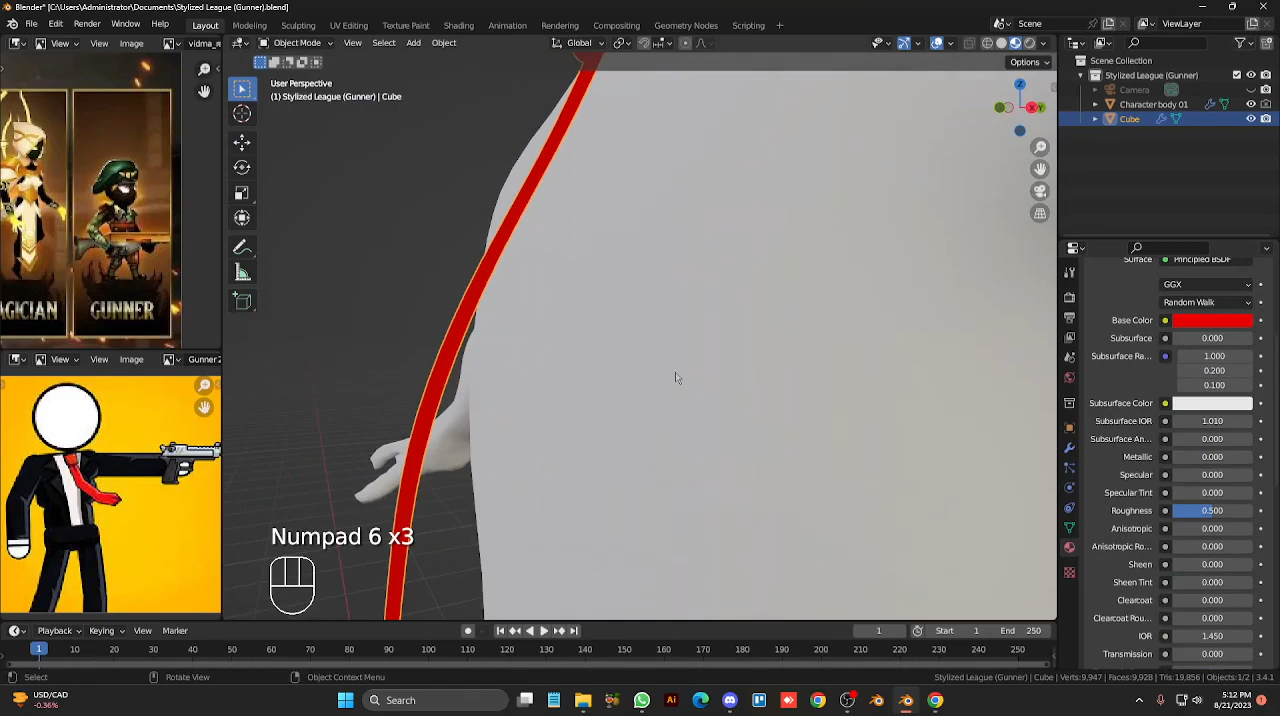 Blender* [C:\Users\Administrator\Documents\Stylized League (Gunner).blend]
File Edit Render Window Help Layout Modeling Sculpting UV Editing Texture Paint Shading Animation Rendering Compositing Geometry Nodes Scripting Scene ViewLayer
View View Image vidma_re Object Mode View Select Add Object Global
Options
User Perspective
(1) Stylized League (Gunner) | Cube
Scene Collection
Stylized League (Gunner)
Camera
Character body 01
Cube
Z
X
Y
AGICIAN
GUNNER
View View Image Gunner 2
Surface Principled BSDF
GGX
Random Walk
Base Color
Subsurface 0.000
Subsurface Ra... 1.000
0.200
0.100
Subsurface Color
Subsurface IOR 1.010
Subsurface An... 0.000
Metallic 0.000
Specular 0.000
Specular Tint 0.000
Roughness 0.500
Anisotropic 0.000
Anisotropic Ro... 0.000
Sheen 0.000
Sheen Tint 0.000
Clearcoat 0.000
Clearcoat Rou... 0.000
IOR 1.450
Transmission 0.000
Numpad 6 x3
Playback Keying View Marker 1 Start 1 End 250
1 10 20 30 40 50 60 70 80 90 100 110 120 130 140 150 160 170 180 190 200 210 220 230 240 250
Select Rotate View Object Context Menu Stylized League (Gunner) | Cube | Verts:9,947 | Faces:9,928 | Tris:19,856 | Objects:1/2 | 3.4.1
USD/CAD
-0.36%
Search
5:12 PM
8/21/2023